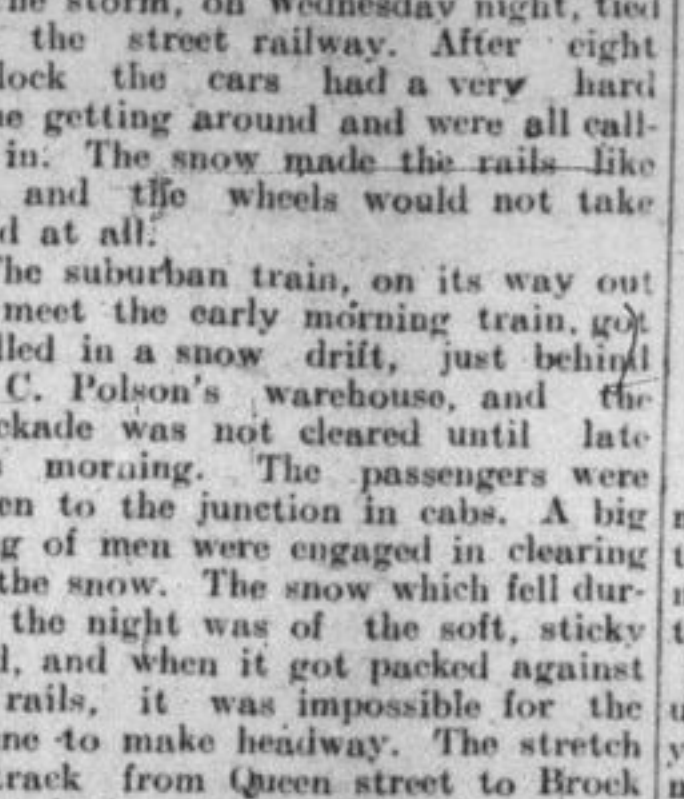 he storm, on Wednesday night, tied
the street railway. After eight
lock the cars had a very hard
e getting around and were all call-
in. The snow made the rails like
and the wheels would not take
d at all.
he suburban train, on its way out
meet the early morning train, got
lled in a snow drift, just behind
C. Polson's warehouse, and the
ckade was not cleared until late
morning. The passengers were
en to the junction in cabs. A big
g of men were engaged in clearing
the snow. The snow which fell dur-
the night was of the soft, sticky
d, and when it got packed against
rails, it was impossible for the
ne to make headway. The stretch
track from Queen street to Brock